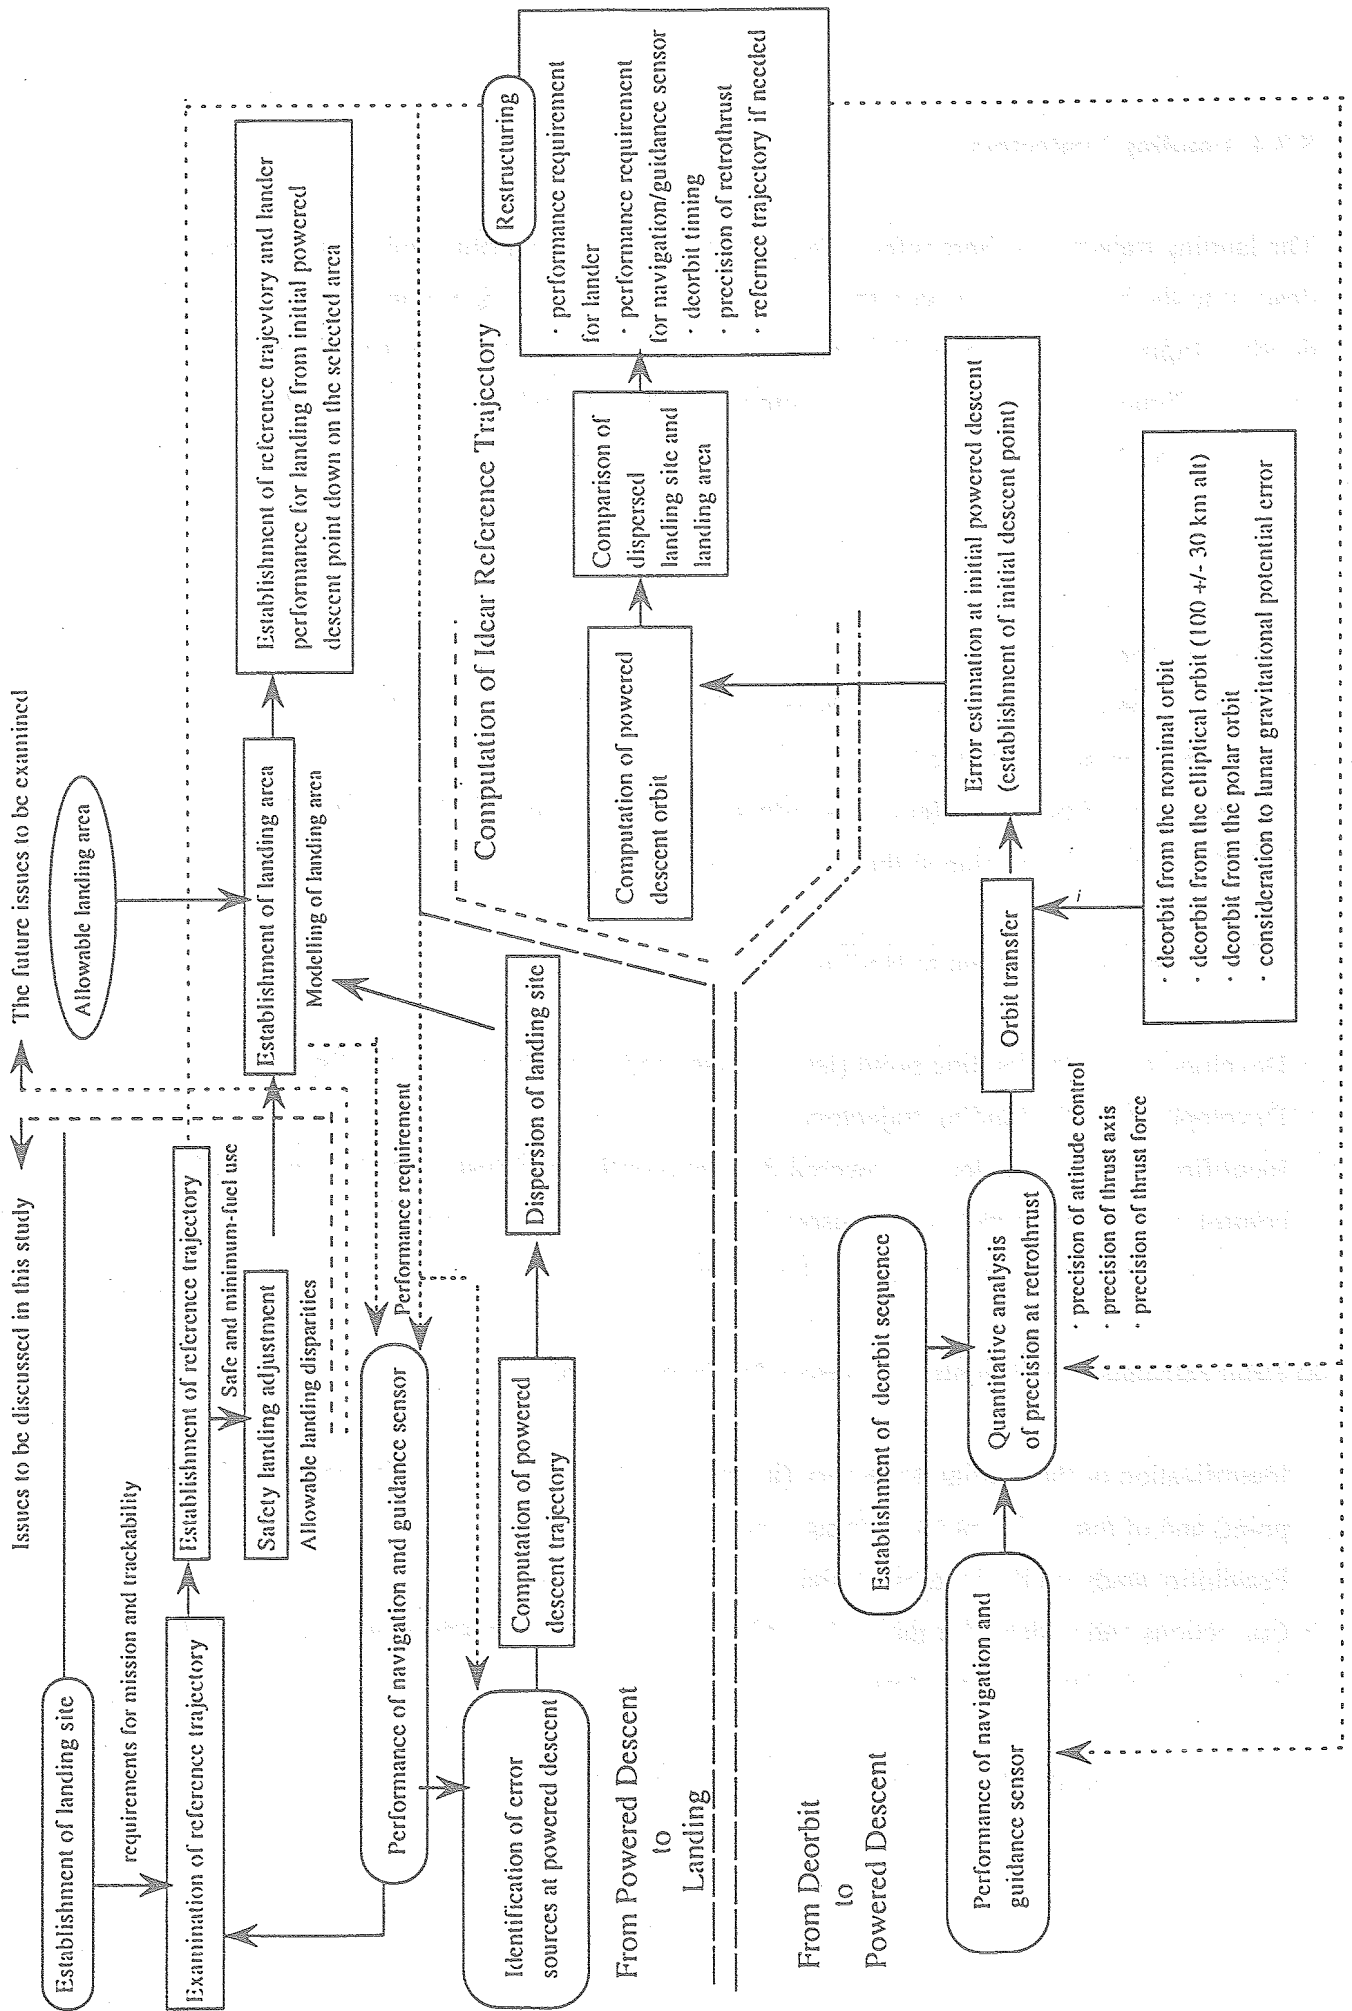 Issues to be discussed in this study
The future issues to be examined
Establishment of landing site
requirements for mission and trackability
Examination of reference trajectory
Establishment of reference trajectory
Safe and minimum-fuel use
Safety landing adjustment
Allowable landing disparities
Allowable landing area
Establishment of landing area
Modelling of landing area
Establishment of reference trajevtory and lander
performance for landing from initial powered
descent point down on the selected area
Performance of navigation and guidance sensor
Performance requirement
Identification of error
sources at powered descent
Computation of powered
descent trajectory
Dispersion of landing site
From Powered Descent
to
Landing
Computation of Idear Reference Trajectory
Computation of powered
descent orbit
Comparison of
dispersed
landing site and
landing area
Restructuring
· performance requirement
for lander
· performance requirement
for navigation/guidance sensor
· deorbit timing
· precision of retrothrust
· refernce trajectory if needed
From Deorbit
to
Powered Descent
Establishment of deorbit sequence
Performance of navigation and
guidance sensor
Quantitative analysis
of precision at retrothrust
· precision of attitude control
· precision of thrust axis
· precision of thrust force
Orbit transfer
i
Error estimation at initial powered descent
(establishment of initial descent point)
· deorbit from the nominal orbit
· deorbit from the elliptical orbit (100 +/- 30 km alt)
· deorbit from the polar orbit
· consideration to lunar gravitational potential error